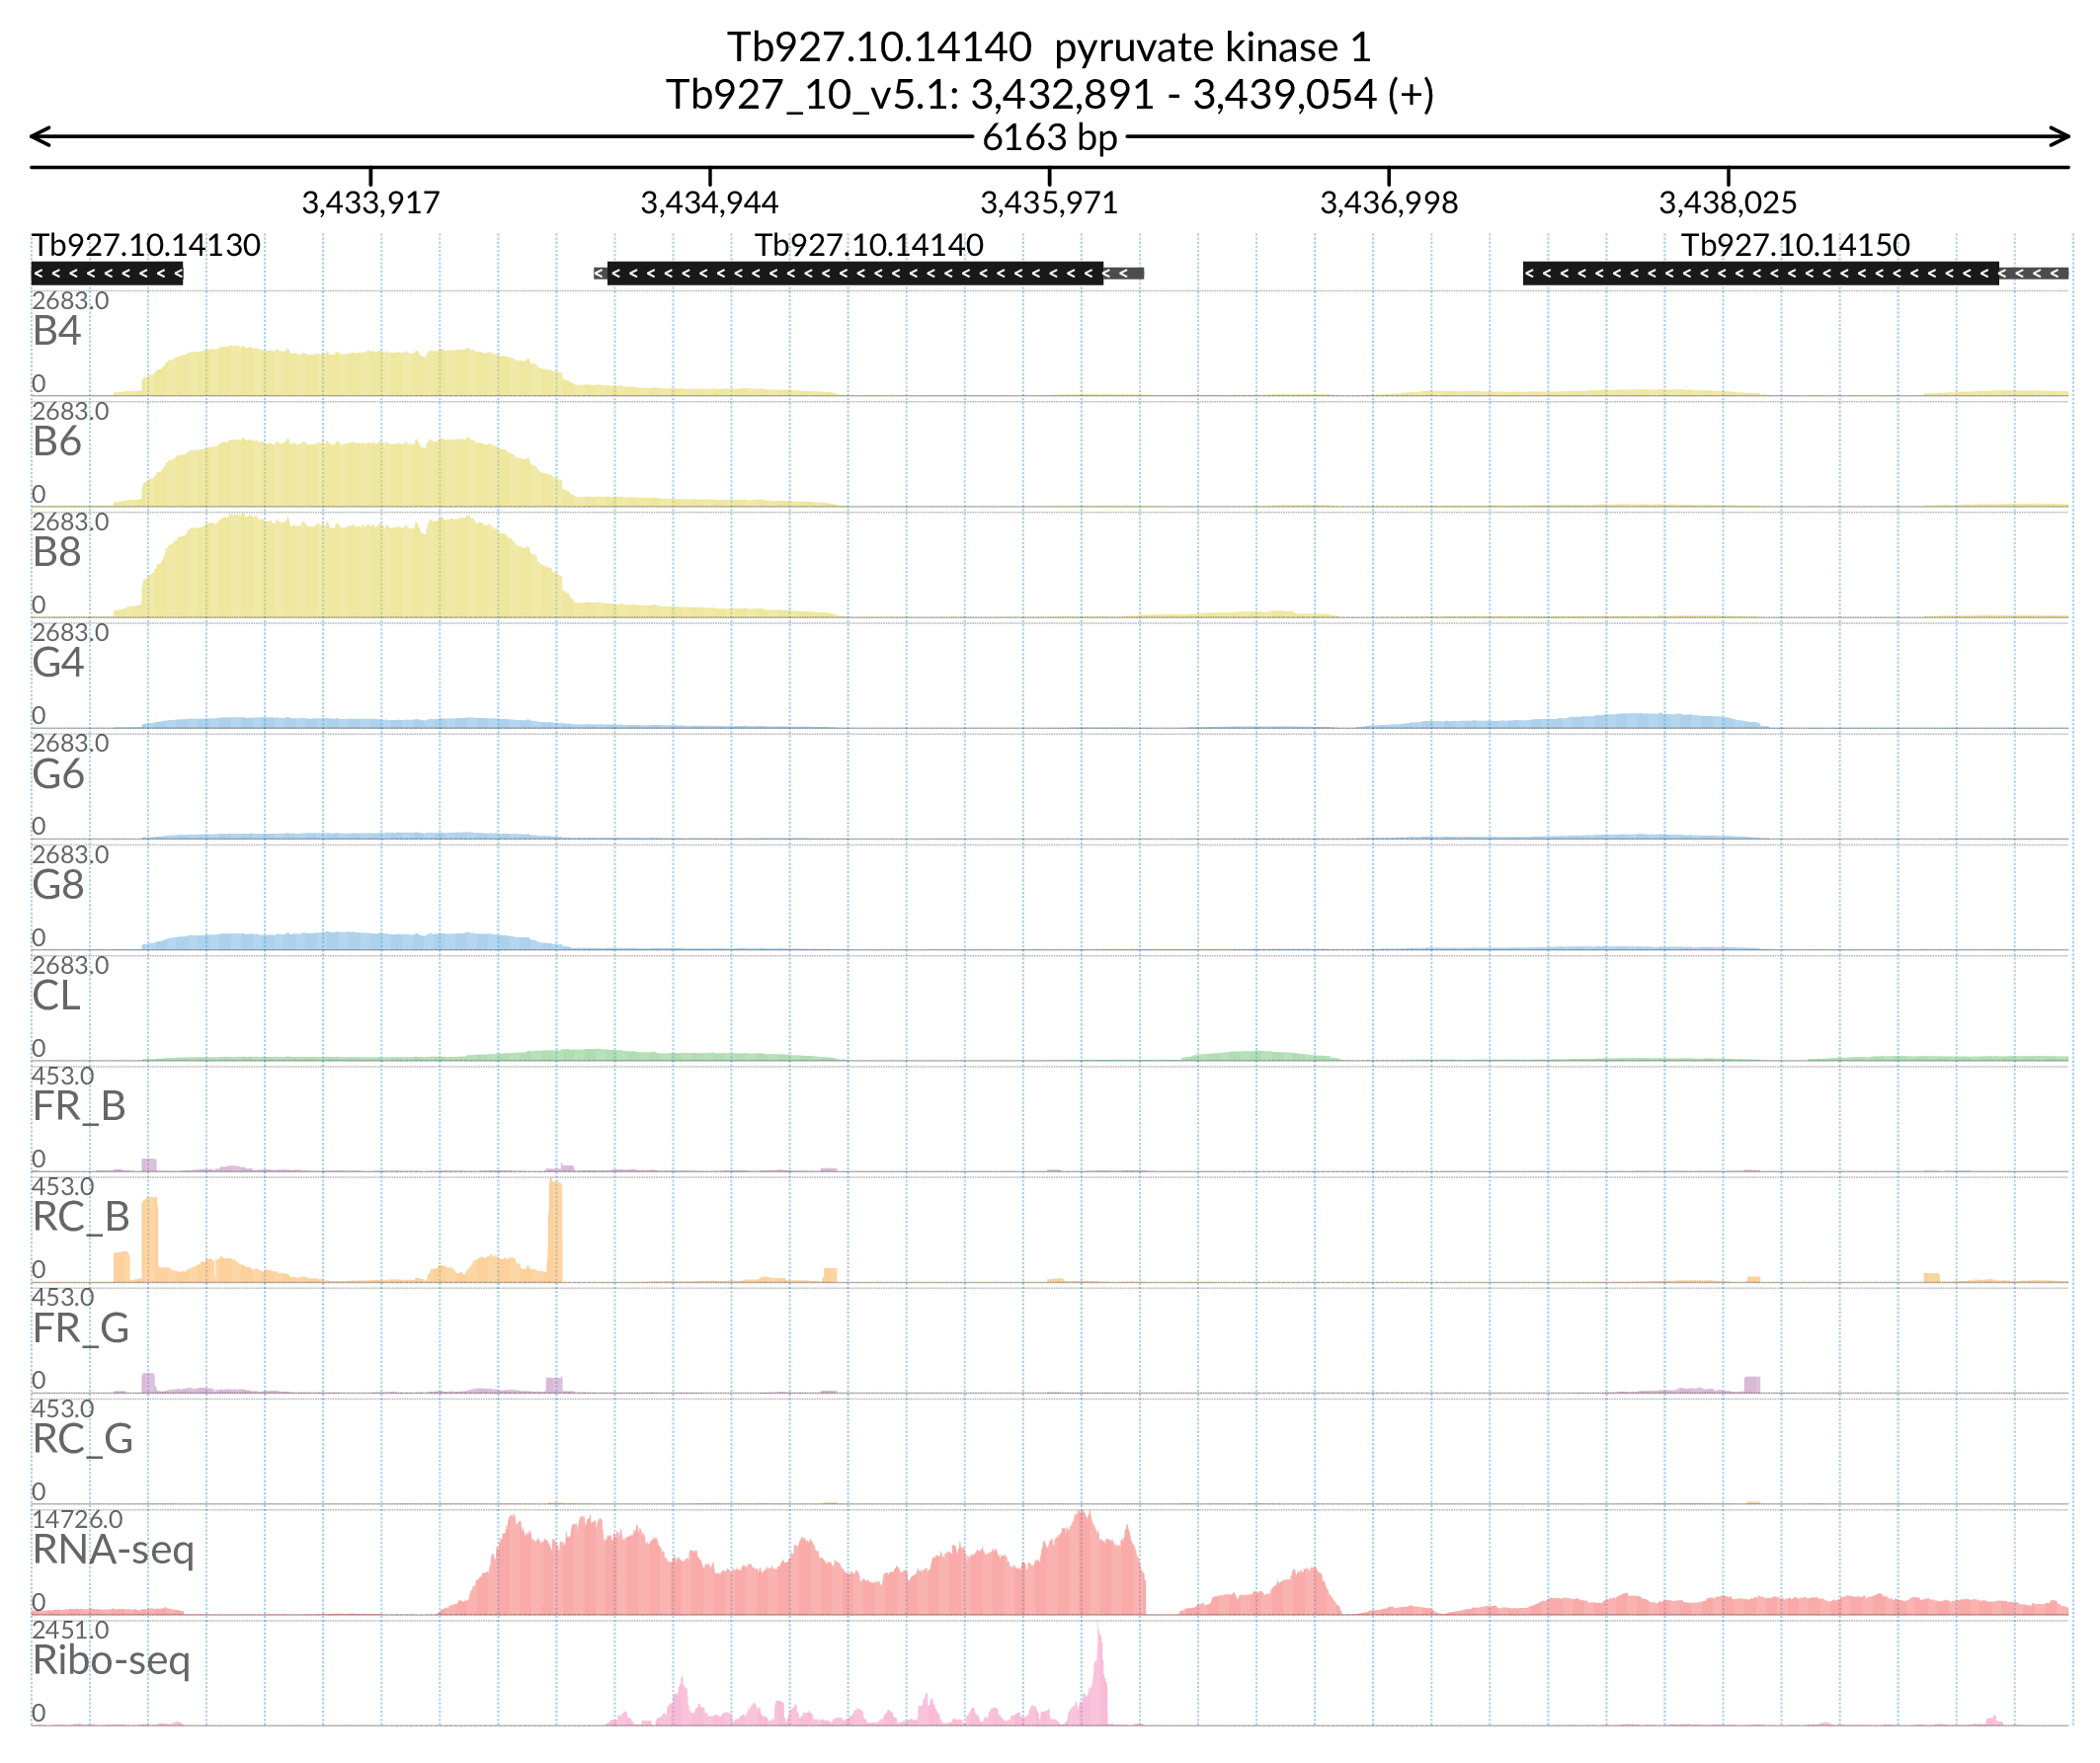 Tb927.10.14140  pyruvate kinase 1
Tb927_10_v5.1: 3,432,891 - 3,439,054 (+)
6163 bp
3,433,917 3,434,944 3,435,971 3,436,998 3,438,025
Tb927.10.14130 Tb927.10.14140 Tb927.10.14150
2683.0
B4
0
2683.0
B6
0
2683.0
B8
0
2683.0
G4
0
2683.0
G6
0
2683.0
G8
0
2683.0
CL
0
453.0
FR_B
0
453.0
RC_B
0
453.0
FR_G
0
453.0
RC_G
0
14726.0
RNA-seq
0
2451.0
Ribo-seq
0